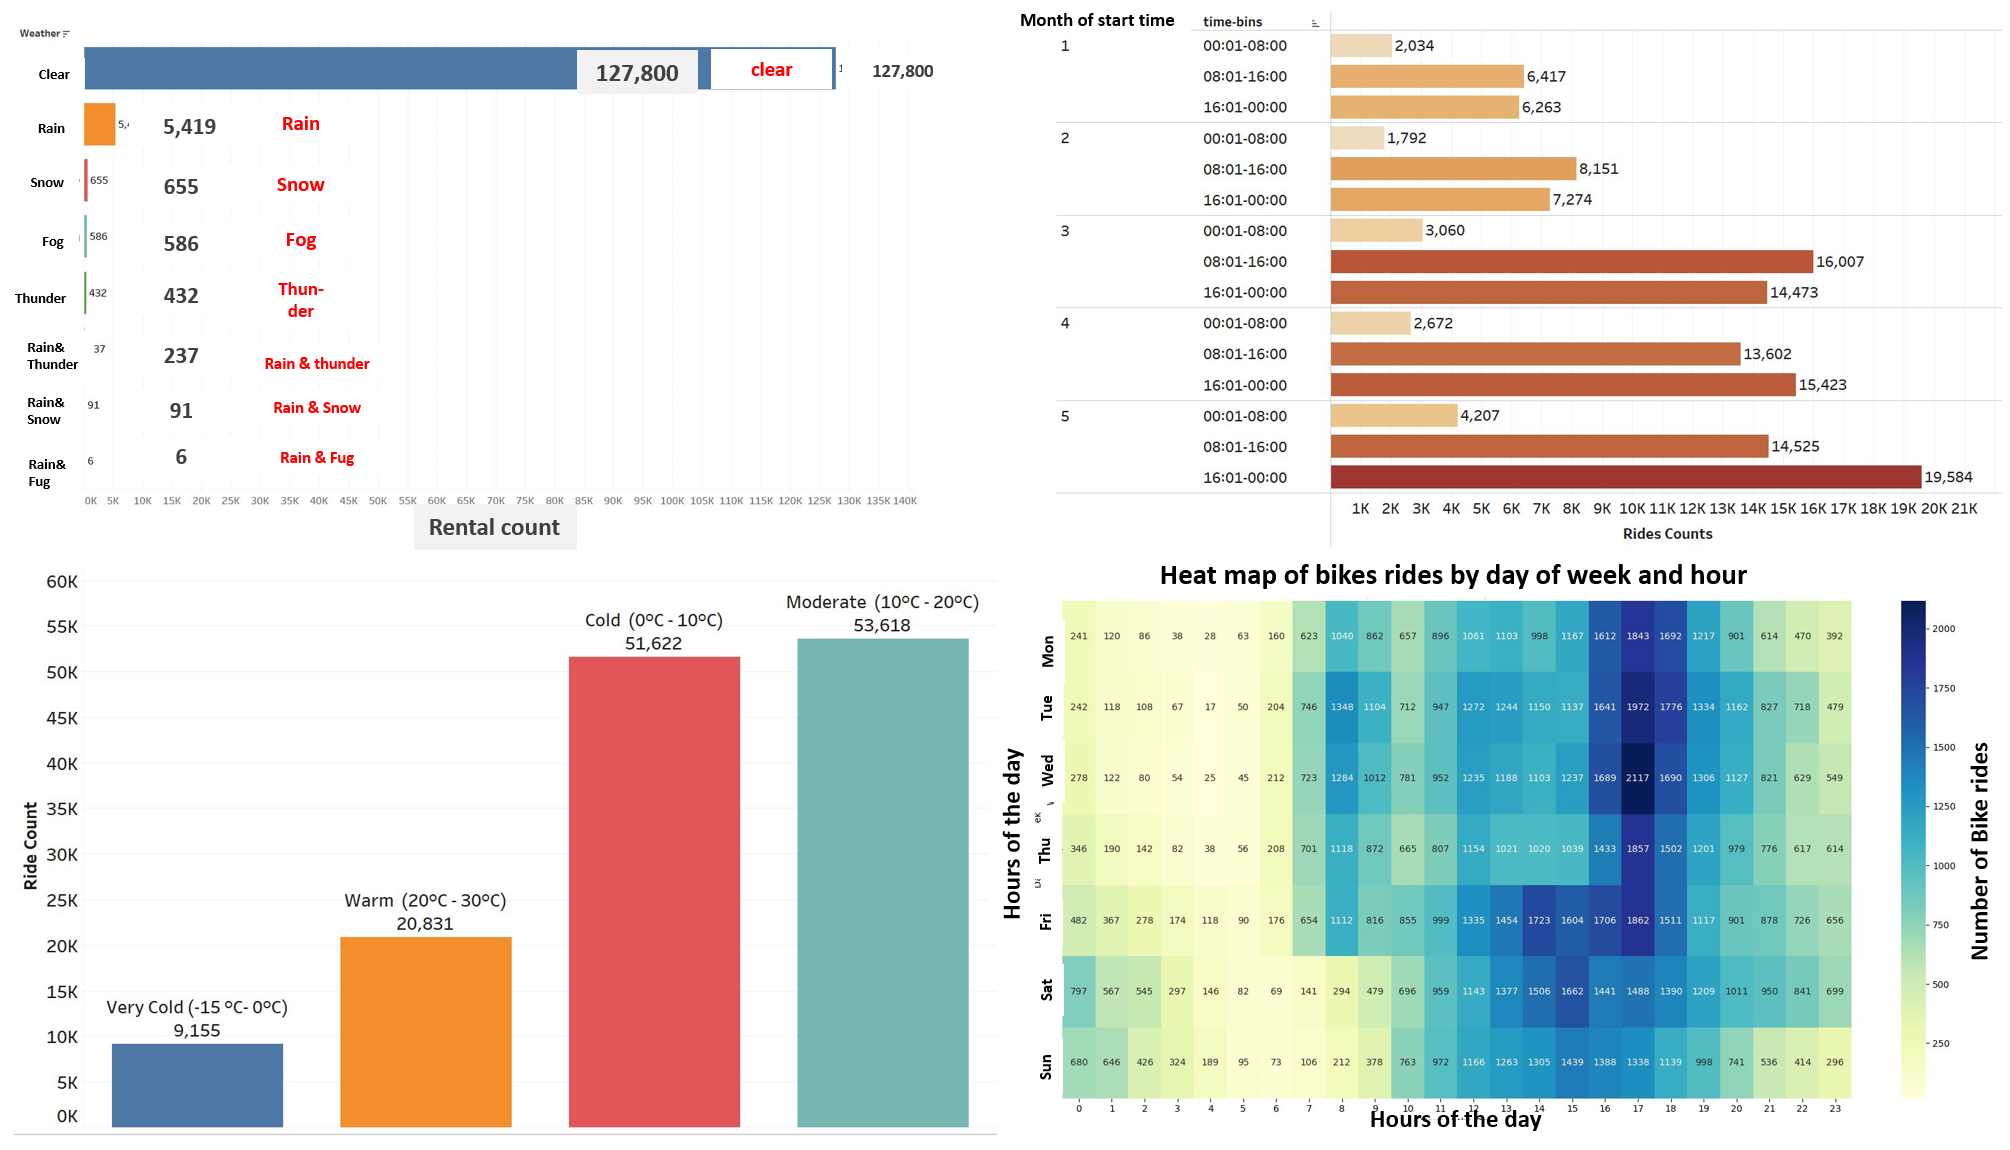 Weather
Clear
127,800
clear
1
127,800
Rain
5,4
5,419
Rain
Snow
655
655
Snow
Fog
586
586
Fog
Thunder
432
432
Thun-
der
Rain&
Thunder
37
237
Rain & thunder
Rain&
Snow
91
91
Rain & Snow
Rain&
Fug
6
6
Rain & Fug
0K 5K 10K 15K 20K 25K 30K 35K 40K 45K 50K 55K 60K 65K 70K 75K 80K 85K 90K 95K 100K 105K 110K 115K 120K 125K 130K 135K 140K
Rental count
Month of start time
time-bins
1
00:01-08:00 2,034
08:01-16:00 6,417
16:01-00:00 6,263
2
00:01-08:00 1,792
08:01-16:00 8,151
16:01-00:00 7,274
3
00:01-08:00 3,060
08:01-16:00 16,007
16:01-00:00 14,473
4
00:01-08:00 2,672
08:01-16:00 13,602
16:01-00:00 15,423
5
00:01-08:00 4,207
08:01-16:00 14,525
16:01-00:00 19,584
1K 2K 3K 4K 5K 6K 7K 8K 9K 10K 11K 12K 13K 14K 15K 16K 17K 18K 19K 20K 21K
Rides Counts
60K
55K
50K
45K
40K
35K
30K
25K
20K
15K
10K
5K
0K
Ride Count
Very Cold (-15 °C- 0°C)
9,155
Warm (20°C - 30°C)
20,831
Cold (0°C - 10°C)
51,622
Moderate (10°C - 20°C)
53,618
Heat map of bikes rides by day of week and hour
Hours of the day
Mon 241 120 86 38 28 63 160 623 1040 862 657 896 1061 1103 998 1167 1612 1843 1692 1217 901 614 470 392
Tue 242 118 108 67 17 50 204 746 1348 1104 712 947 1272 1244 1150 1137 1641 1972 1776 1334 1162 827 718 479
Wed 278 122 80 54 25 45 212 723 1284 1012 781 952 1235 1188 1103 1237 1689 2117 1690 1306 1127 821 629 549
Thu 346 190 142 82 38 56 208 701 1118 872 665 807 1154 1021 1020 1039 1433 1857 1502 1201 979 776 617 614
Fri 482 367 278 174 118 90 176 654 1112 816 855 999 1335 1454 1723 1604 1706 1862 1511 1117 901 878 726 656
Sat 797 567 545 297 146 82 69 141 294 479 696 959 1143 1377 1506 1662 1441 1488 1390 1209 1011 950 841 699
Sun 680 646 426 324 189 95 73 106 212 378 763 972 1166 1263 1305 1439 1388 1338 1139 998 741 536 414 296
0 1 2 3 4 5 6 7 8 9 10 11 12 13 14 15 16 17 18 19 20 21 22 23
Hours of the day
2000
1750
1500
1250
1000
750
500
250
Number of Bike rides